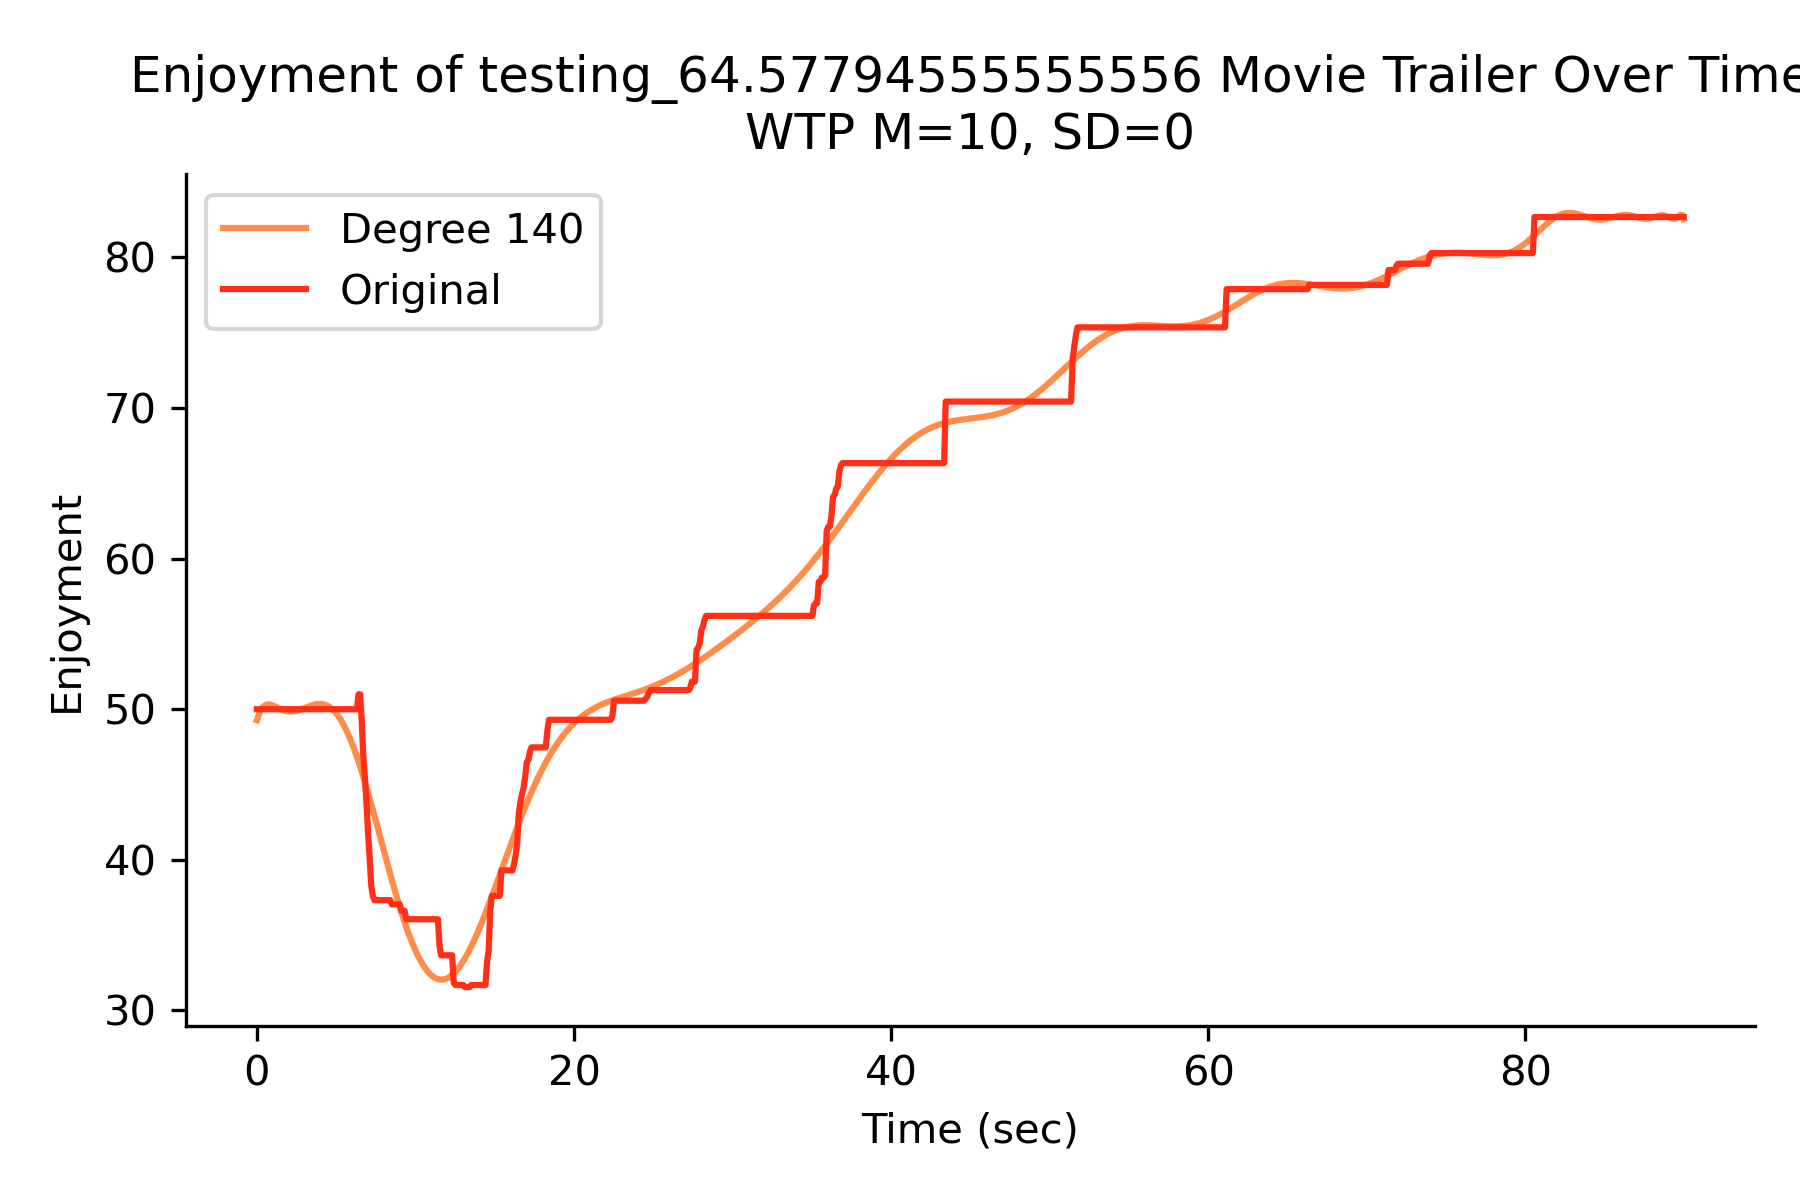 Enjoyment of testing_64.57794555555556 Movie Trailer Over Time
WTP M=10, SD=0
Degree 140
Original
80
70
60
50
40
30
Enjoyment
0 20 40 60 80
Time (sec)